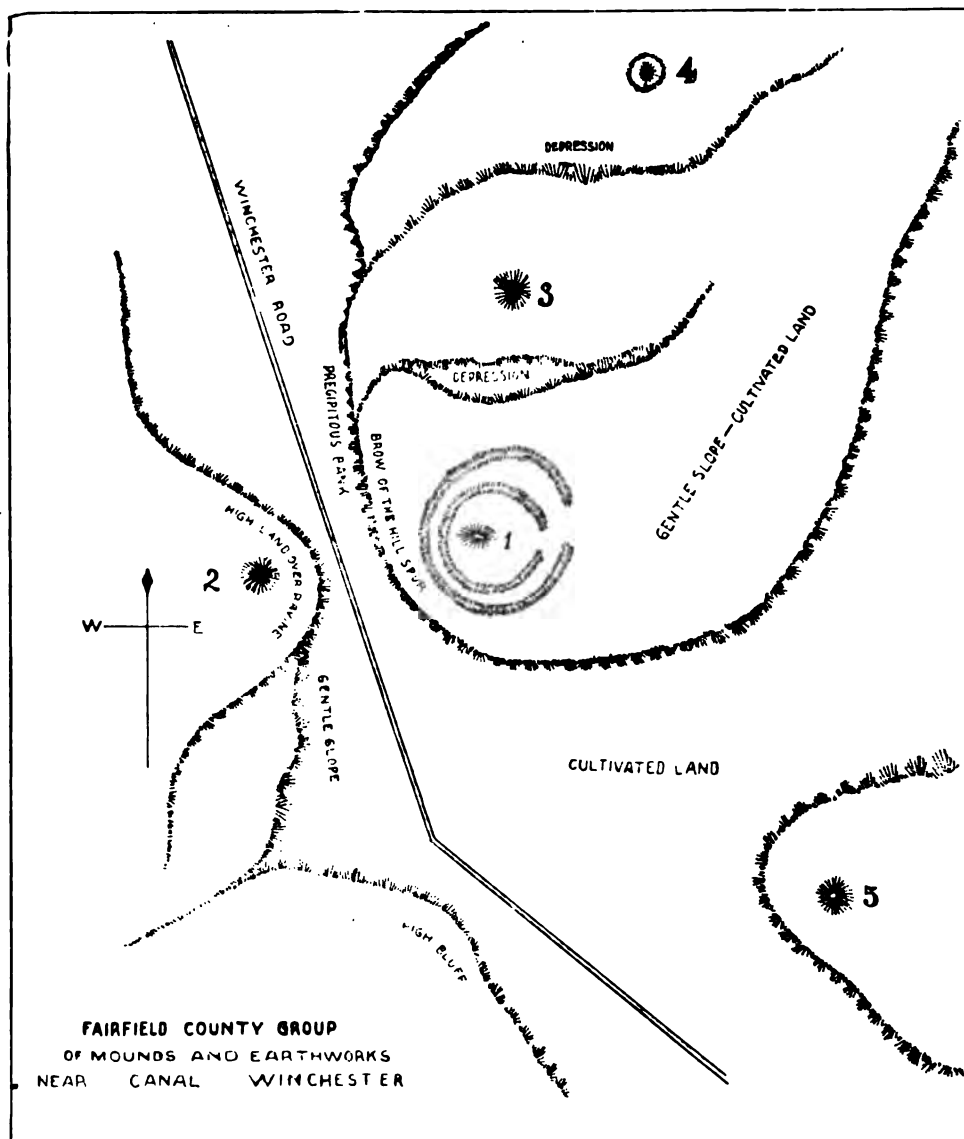 4
DEPRESSION
WINCHESTER ROAD
3
DEPRESSION
PRECIPITOUS BANK
BROW OF THE HILL SPUR
GENTLE SLOPE — CULTIVATED LAND
1
HIGH LAND OVER RAVINE
2
W E
GENTLE SLOPE
CULTIVATED LAND
5
HIGH BLUFF
FAIRFIELD COUNTY GROUP
OF MOUNDS AND EARTHWORKS
NEAR CANAL WINCHESTER